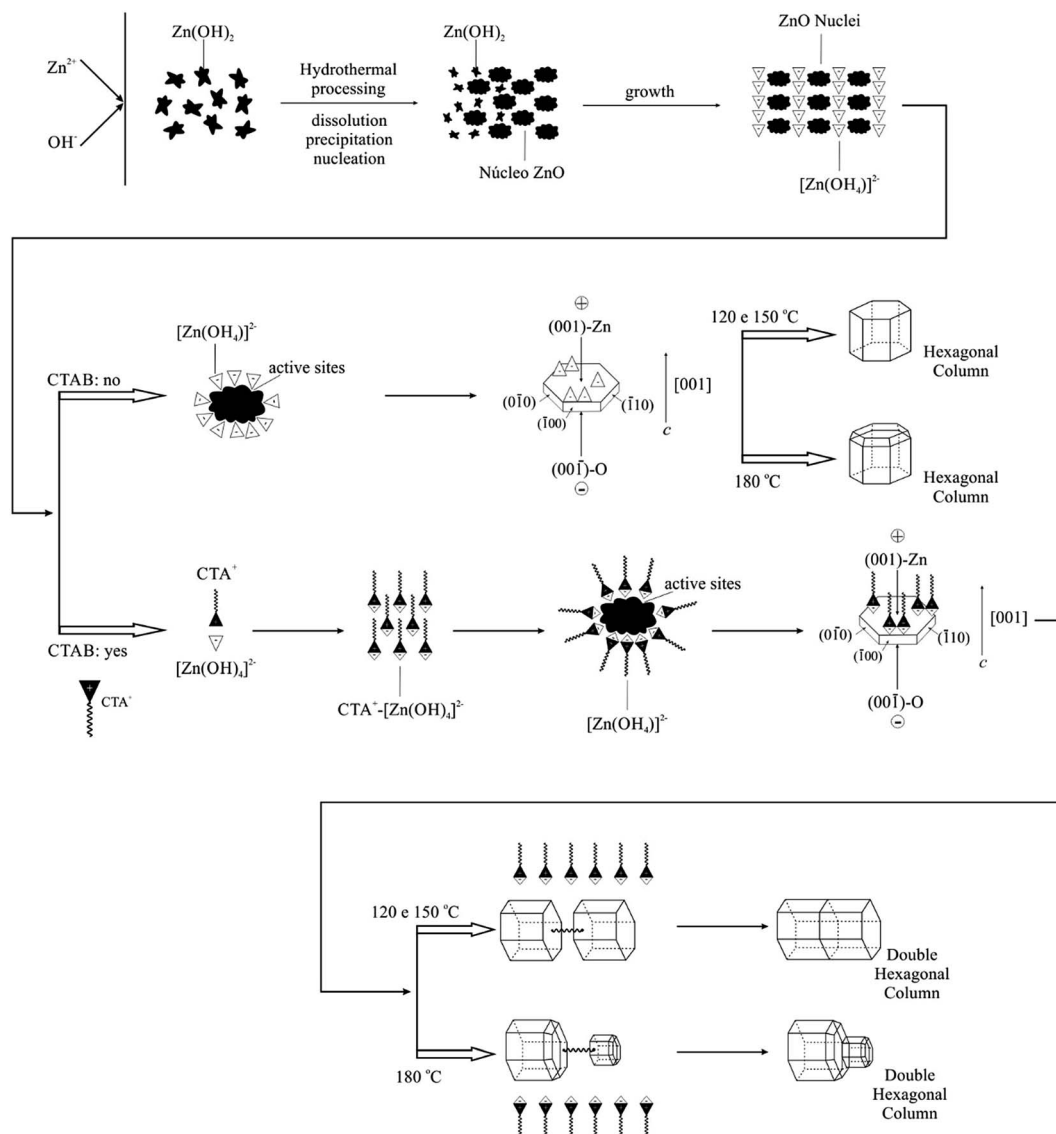 Zn(OH)₂
Zn²⁺
OH⁻
Hydrothermal
processing
dissolution
precipitation
nucleation
Zn(OH)₂
Núcleo ZnO
growth
ZnO Nuclei
[Zn(OH₄)]²⁻
CTAB: no
[Zn(OH₄)]²⁻
active sites
+
(001)-Zn
(01̅0)
(1̅00)
(1̅10)
[001]
c
(001̅)-O
−
120 e 150 °C
Hexagonal
Column
180 °C
Hexagonal
Column
CTAB: yes
CTA⁺
[Zn(OH)₄]²⁻
+
CTA⁺
CTA⁺-[Zn(OH)₄]²⁻
active sites
[Zn(OH₄)]²⁻
+
(001)-Zn
(01̅0)
(1̅00)
(1̅10)
[001]
c
(001̅)-O
−
120 e 150 °C
Double
Hexagonal
Column
180 °C
Double
Hexagonal
Column